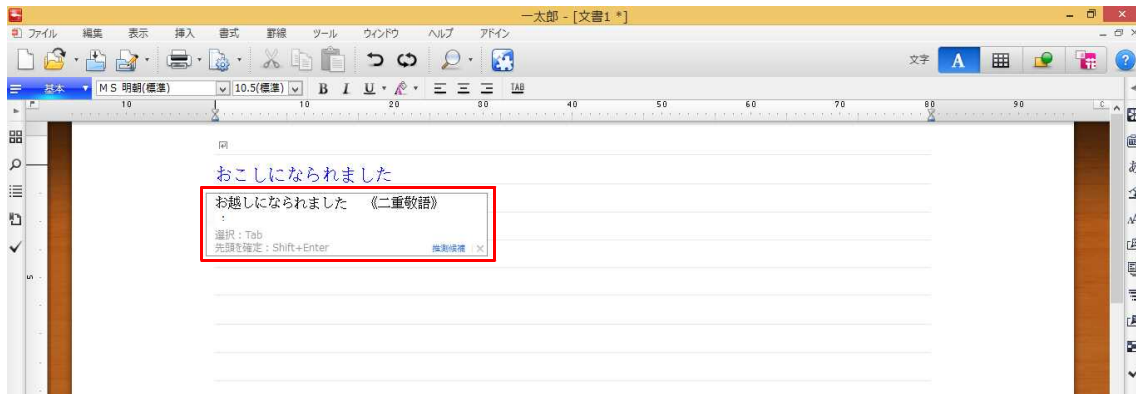 一太郎 - [文書1 *]
ファイル 編集 表示 挿入 書式 罫線 ツール ウィンドウ ヘルプ アドイン
文字 A
基本 ＭＳ 明朝(標準) 10.5(標準) B I U TAB
10 10 20 30 40 50 60 70 80 90
おこしになられました
お越しになられました 《二重敬語》
:
選択：Tab
先頭を確定：Shift+Enter 推測候補 ×
5